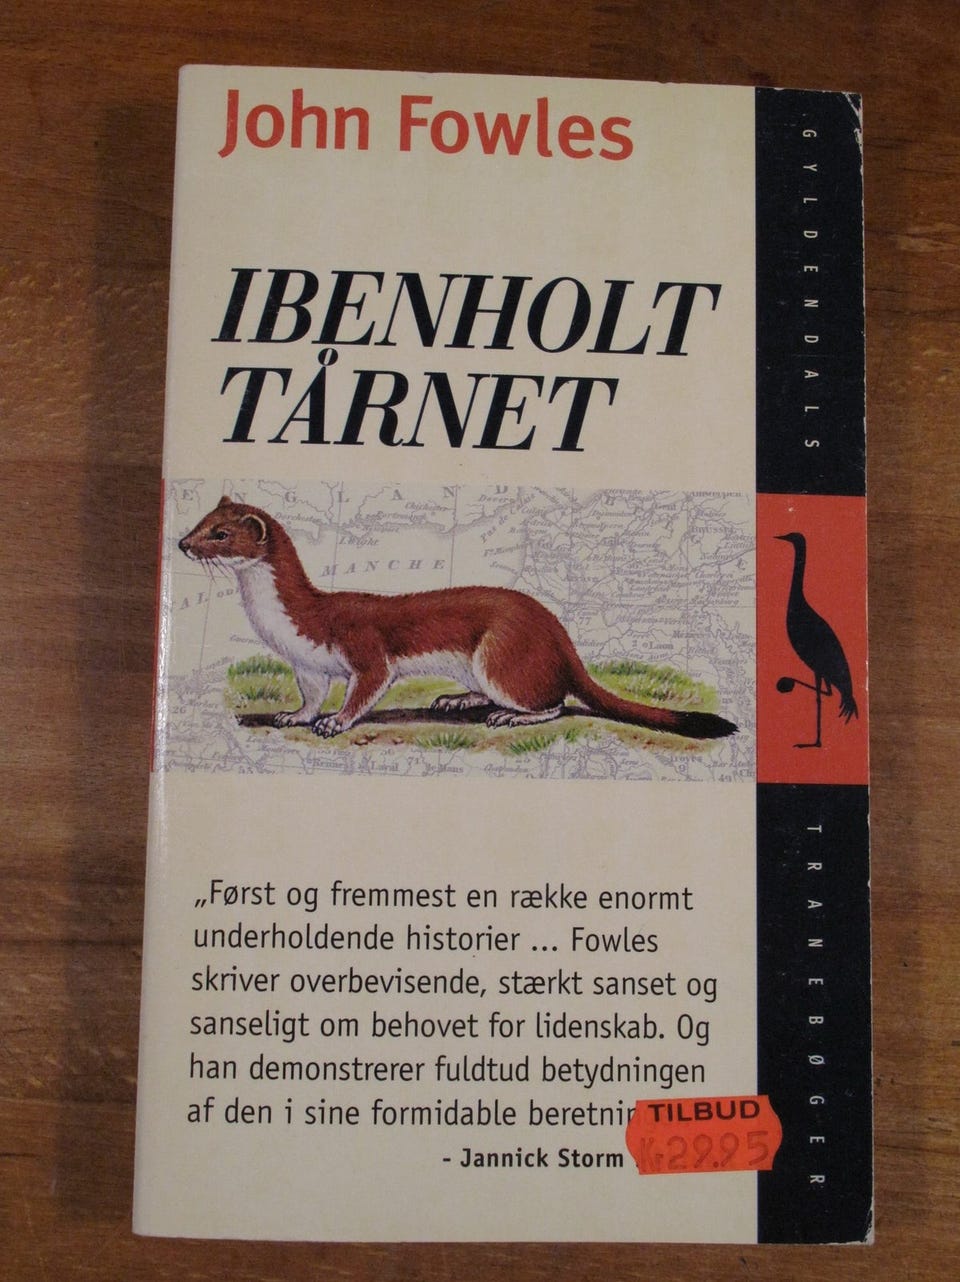 John Fowles
IBENHOLT
TÅRNET
ENGLAND
MANCHE
„Først og fremmest en række enormt
underholdende historier ... Fowles
skriver overbevisende, stærkt sanset og
sanseligt om behovet for lidenskab. Og
han demonstrerer fuldtud betydningen
af den i sine formidable
- Jannick Storm
TILBUD
Kr 29.95
GYLDENDALS
TRANEBØGER